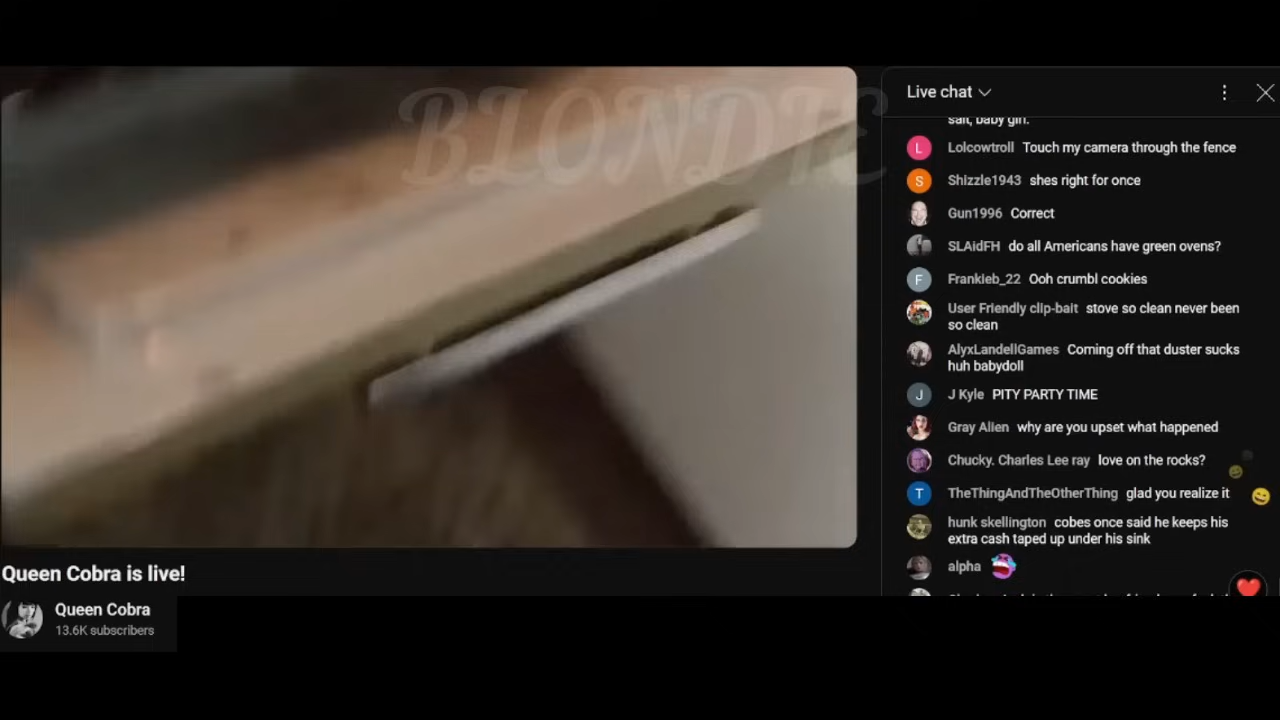 BLONDIE
Live chat
salt, baby girl.
L Lolcowtroll Touch my camera through the fence
S Shizzle1943 shes right for once
Gun1996 Correct
SLAidFH do all Americans have green ovens?
F Frankieb_22 Ooh crumbl cookies
User Friendly clip-bait stove so clean never been
so clean
AlyxLandellGames Coming off that duster sucks
huh babydoll
J J Kyle PITY PARTY TIME
Gray Alien why are you upset what happened
Chucky. Charles Lee ray love on the rocks?
T TheThingAndTheOtherThing glad you realize it
hunk skellington cobes once said he keeps his
extra cash taped up under his sink
alpha
Queen Cobra is live!
Queen Cobra
13.6K subscribers